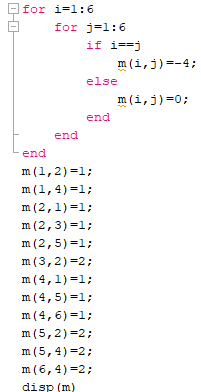 for i=1:6
    for j=1:6
        if i==j
            m(i,j)=-4;
        else
            m(i,j)=0;
        end
    end
end
m(1,2)=1;
m(1,4)=1;
m(2,1)=1;
m(2,3)=1;
m(2,5)=1;
m(3,2)=2;
m(4,1)=1;
m(4,5)=1;
m(4,6)=1;
m(5,2)=2;
m(5,4)=2;
m(6,4)=2;
disp(m)